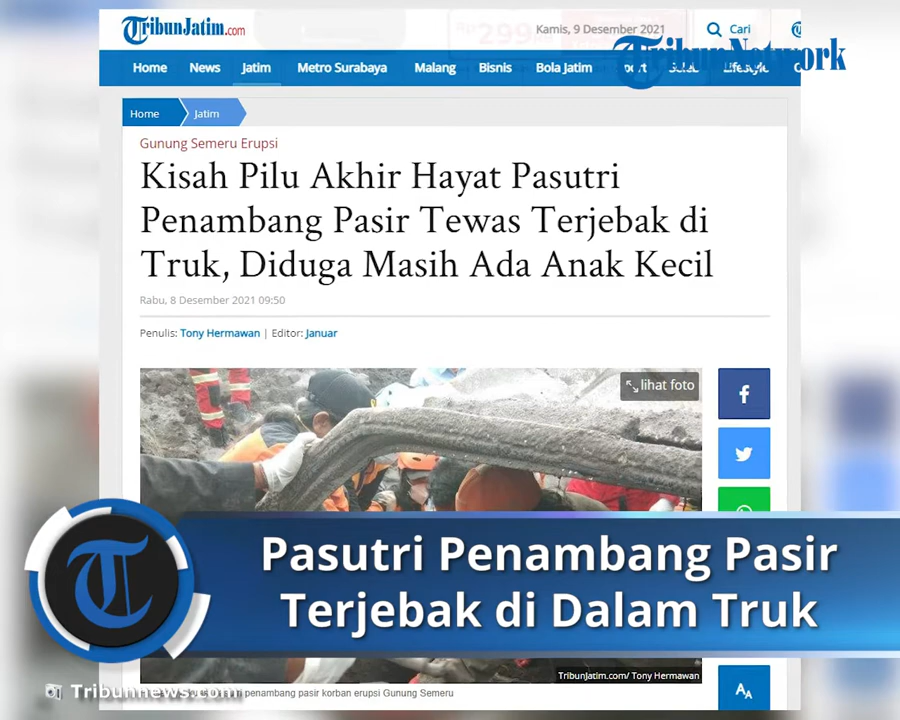 TribunJatim.com
Kamis, 9 Desember 2021
Cari
TribunNetwork
Home News Jatim Metro Surabaya Malang Bisnis Bola Jatim
Home Jatim
Gunung Semeru Erupsi
Kisah Pilu Akhir Hayat Pasutri
Penambang Pasir Tewas Terjebak di
Truk, Diduga Masih Ada Anak Kecil
Rabu, 8 Desember 2021 09:50
Penulis: Tony Hermawan | Editor: Januar
lihat foto
Pasutri Penambang Pasir
Terjebak di Dalam Truk
TribunJatim.com/ Tony Hermawan
Tribunnews.com
penambang pasir korban erupsi Gunung Semeru
AA